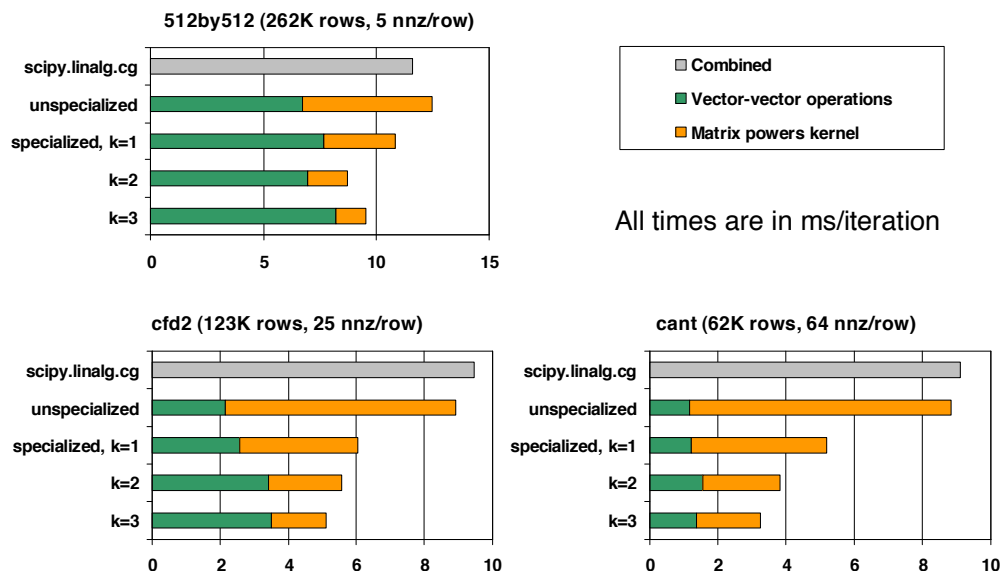 512by512 (262K rows, 5 nnz/row)
scipy.linalg.cg
unspecialized
specialized, k=1
k=2
k=3
0 5 10 15
Combined
Vector-vector operations
Matrix powers kernel
All times are in ms/iteration
cfd2 (123K rows, 25 nnz/row)
scipy.linalg.cg
unspecialized
specialized, k=1
k=2
k=3
0 2 4 6 8 10
cant (62K rows, 64 nnz/row)
scipy.linalg.cg
unspecialized
specialized, k=1
k=2
k=3
0 2 4 6 8 10